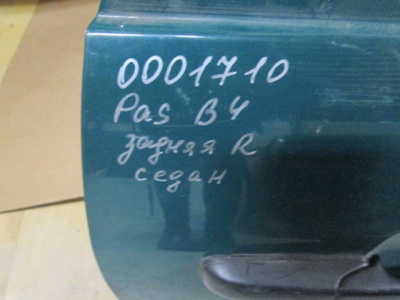 0001710
Pas B4
задняя R
седан